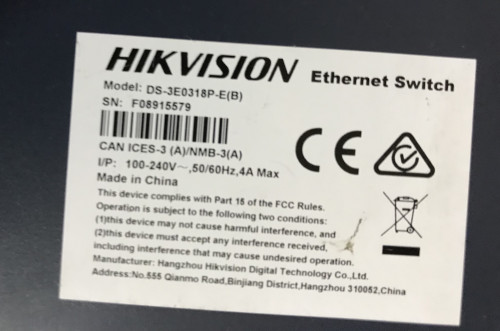 HIKVISION Ethernet Switch
Model: DS-3E0318P-E(B)
SN: F08915579
CAN ICES-3 (A)/NMB-3(A)
I/P: 100-240V~,50/60Hz,4A Max
Made in China
CE
This device complies with Part 15 of the FCC Rules.
Operation is subject to the following two conditions:
(1)this device may not cause harmful interference, and
(2)this device must accept any interference received,
including interference that may cause undesired operation.
Manufacturer: Hangzhou Hikvision Digital Technology Co.,Ltd.
Address:No.555 Qianmo Road,Binjiang District,Hangzhou 310052,China